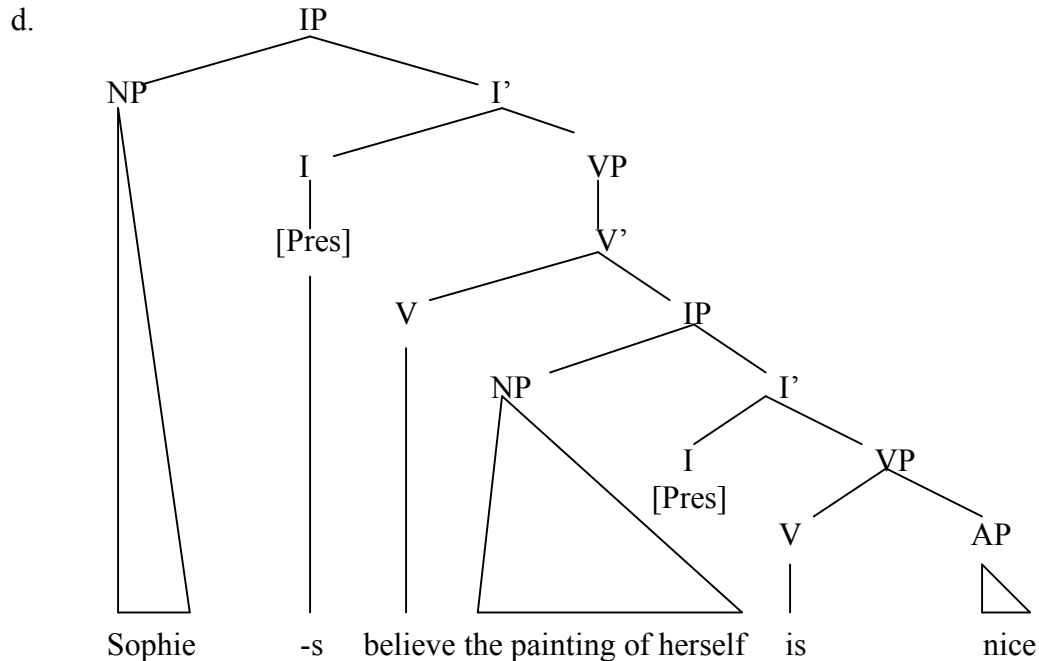 d.
IP
NP I’
I VP
[Pres] V’
V IP
NP I’
I VP
[Pres]
V AP
Sophie -s believe the painting of herself is nice